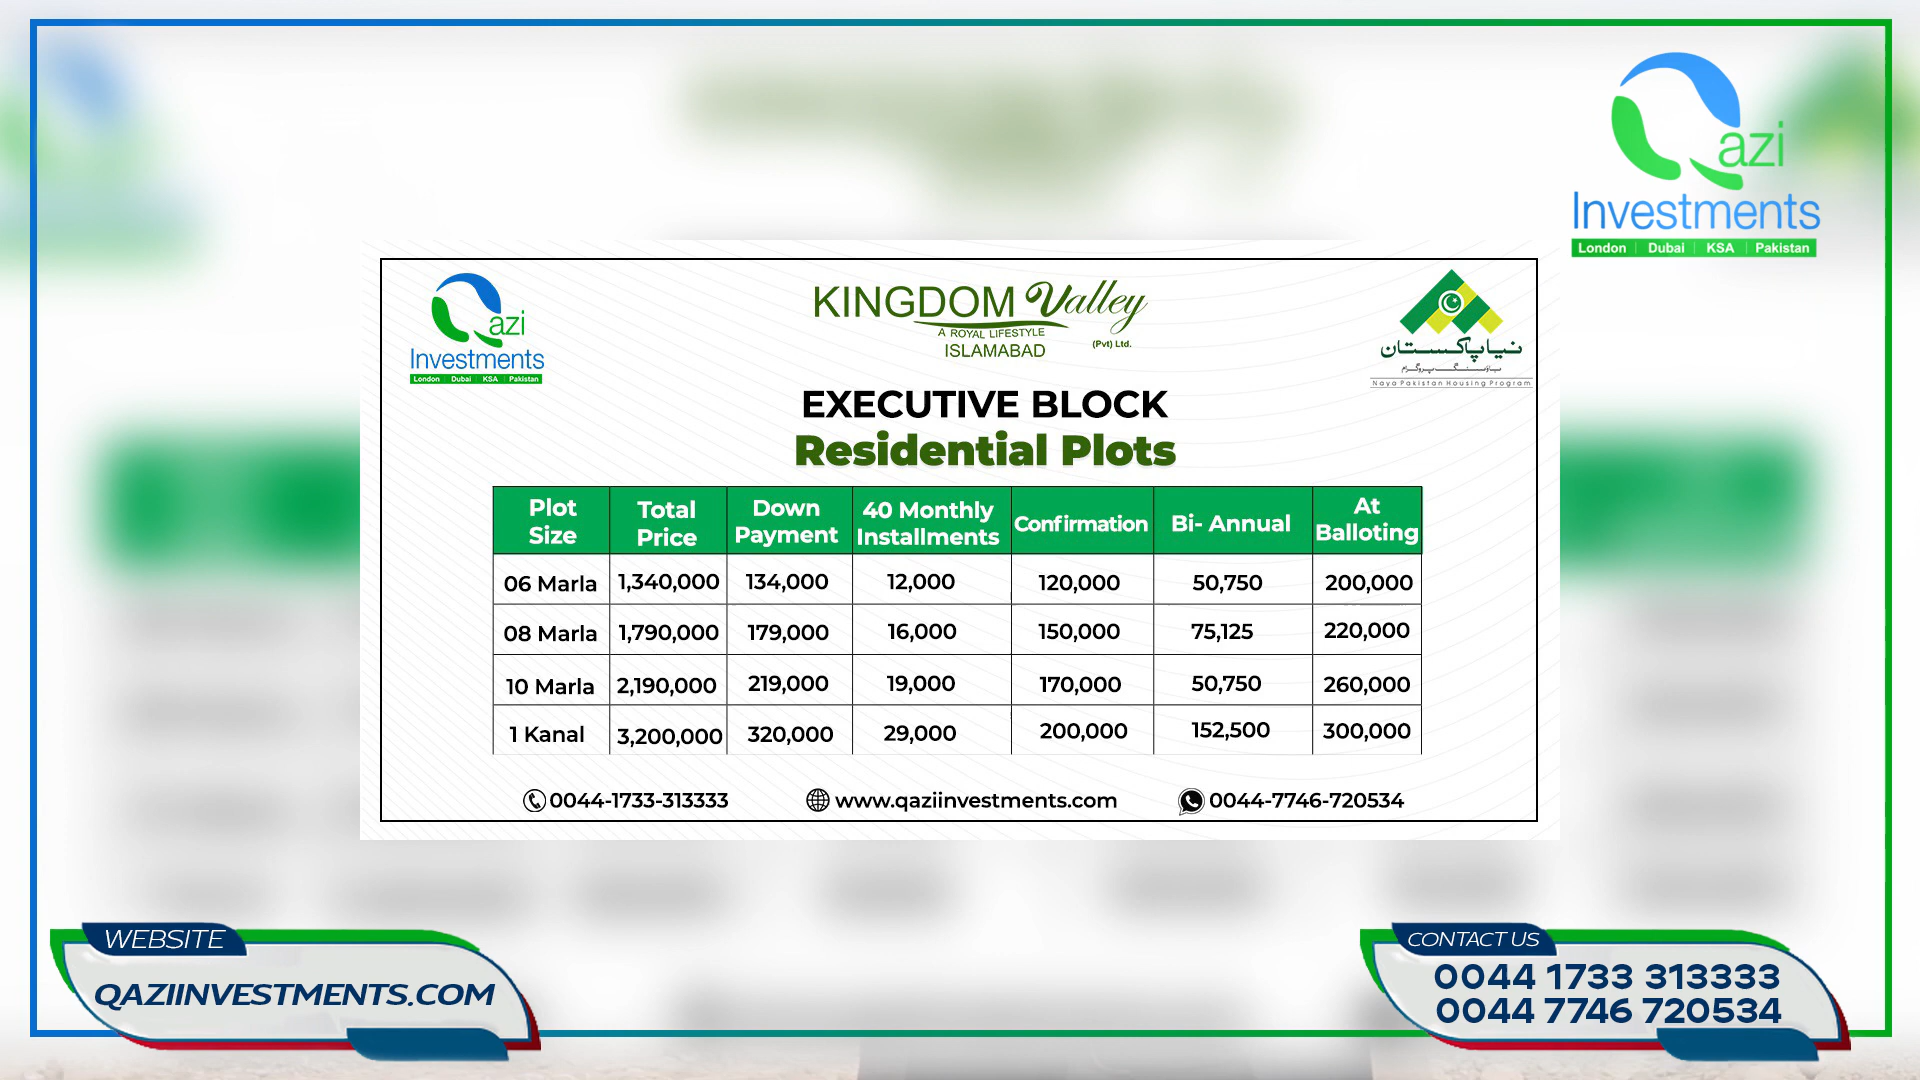 azi
Investments
London Dubai KSA Pakistan
azi
Investments
London Dubai KSA Pakistan
KINGDOM Valley
A ROYAL LIFESTYLE
ISLAMABAD
(Pvt) Ltd.
نیا پاکستان
ہاؤسنگ پروگرام
Naya Pakistan Housing Program
EXECUTIVE BLOCK
Residential Plots
Plot Size Total Price Down Payment 40 Monthly Installments Confirmation Bi- Annual At Balloting
06 Marla 1,340,000 134,000 12,000 120,000 50,750 200,000
08 Marla 1,790,000 179,000 16,000 150,000 75,125 220,000
10 Marla 2,190,000 219,000 19,000 170,000 50,750 260,000
1 Kanal 3,200,000 320,000 29,000 200,000 152,500 300,000
0044-1733-313333 www.qaziinvestments.com 0044-7746-720534
WEBSITE
QAZIINVESTMENTS.COM
CONTACT US
0044 1733 313333
0044 7746 720534